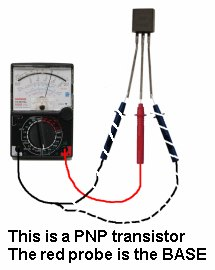 This is a PNP transistor
The red probe is the BASE